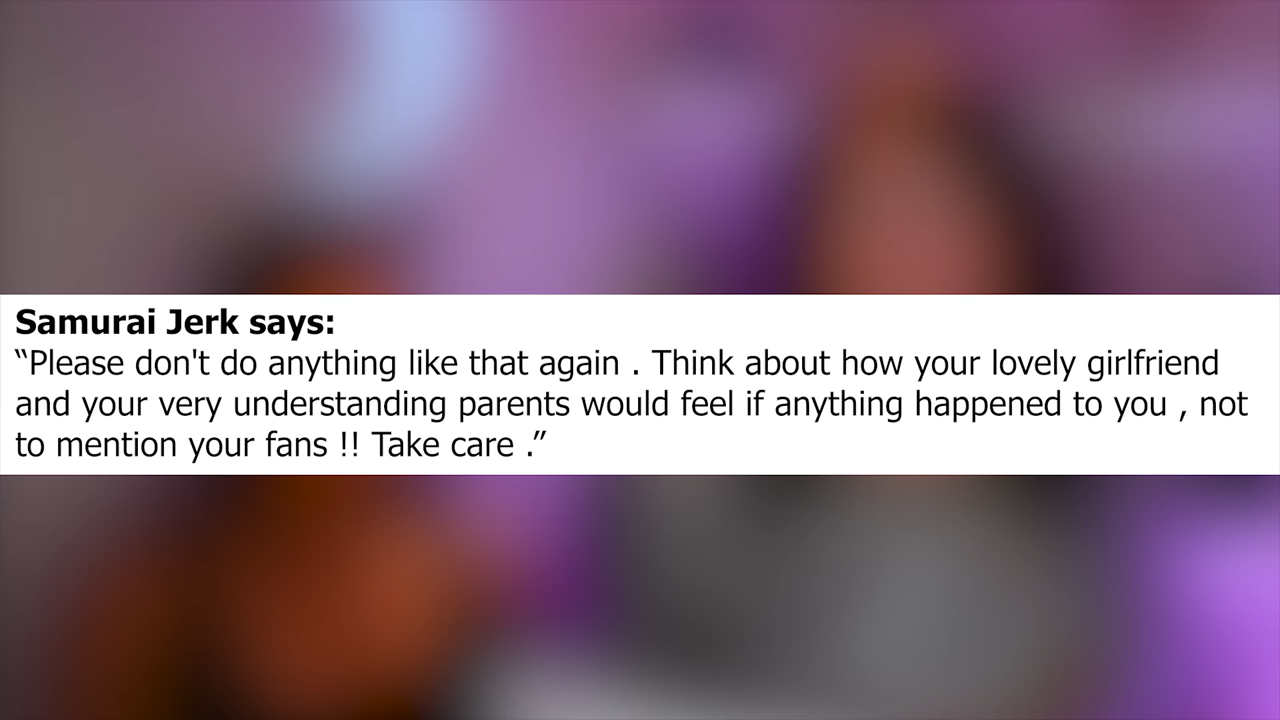 Samurai Jerk says:
“Please don't do anything like that again . Think about how your lovely girlfriend
and your very understanding parents would feel if anything happened to you , not
to mention your fans !! Take care .”